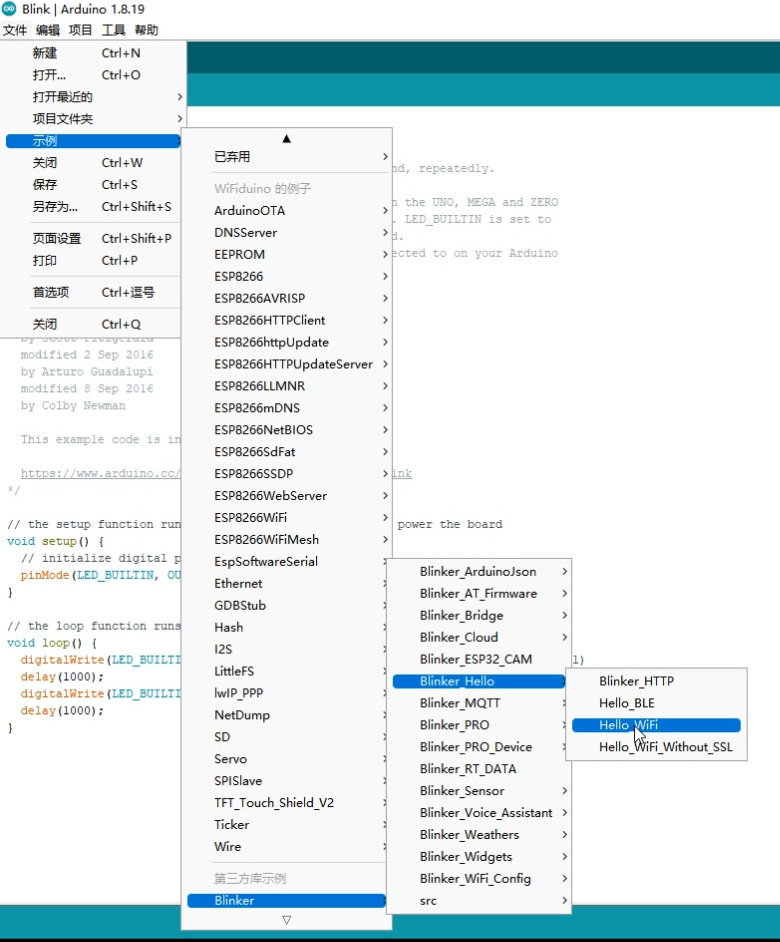 Blink | Arduino 1.8.19
文件 编辑 项目 工具 帮助
新建 Ctrl+N
打开... Ctrl+O
打开最近的
项目文件夹
示例
关闭 Ctrl+W
保存 Ctrl+S
另存为... Ctrl+Shift+S
页面设置 Ctrl+Shift+P
打印 Ctrl+P
首选项 Ctrl+逗号
关闭 Ctrl+Q
已弃用
WiFiduino 的例子
ArduinoOTA
DNSServer
EEPROM
ESP8266
ESP8266AVRISP
ESP8266HTTPClient
ESP8266httpUpdate
ESP8266HTTPUpdateServer
ESP8266LLMNR
ESP8266mDNS
ESP8266NetBIOS
ESP8266SdFat
ESP8266SSDP
ESP8266WebServer
ESP8266WiFi
ESP8266WiFiMesh
EspSoftwareSerial
Ethernet
GDBStub
Hash
I2S
LittleFS
lwIP_PPP
NetDump
SD
Servo
SPISlave
TFT_Touch_Shield_V2
Ticker
Wire
第三方库示例
Blinker
Blinker_ArduinoJson
Blinker_AT_Firmware
Blinker_Bridge
Blinker_Cloud
Blinker_ESP32_CAM
Blinker_Hello
Blinker_MQTT
Blinker_PRO
Blinker_PRO_Device
Blinker_RT_DATA
Blinker_Sensor
Blinker_Voice_Assistant
Blinker_Weathers
Blinker_Widgets
Blinker_WiFi_Config
src
Blinker_HTTP
Hello_BLE
Hello_WiFi
Hello_WiFi_Without_SSL
nd, repeatedly.
n the UNO, MEGA and ZERO
. LED_BUILTIN is set to
d.
ected to on your Arduino
by Scott Fitzgerald
modified 2 Sep 2016
by Arturo Guadalupi
modified 8 Sep 2016
by Colby Newman
This example code is in
https://www.arduino.cc/ ink
*/
// the setup function run power the board
void setup() {
// initialize digital p
pinMode(LED_BUILTIN, OU
}
// the loop function runs
void loop() {
digitalWrite(LED_BUILTI l)
delay(1000);
digitalWrite(LED_BUILTI
delay(1000);
}